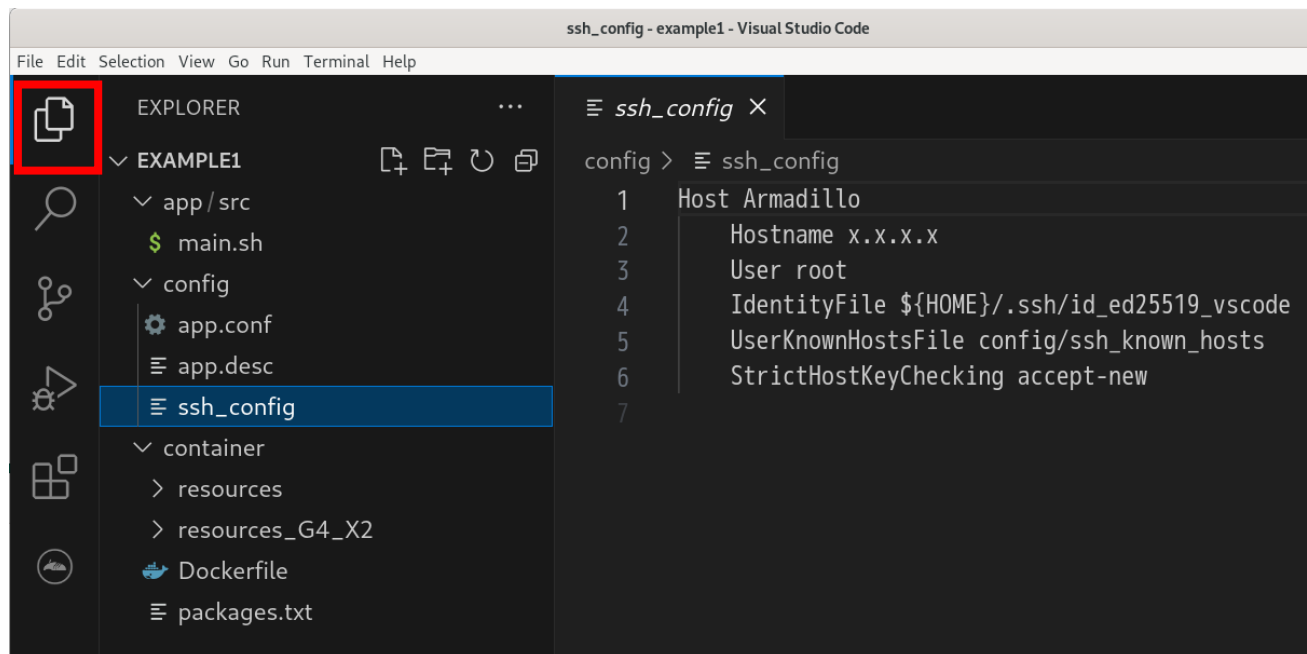 ssh_config - example1 - Visual Studio Code
File Edit Selection View Go Run Terminal Help
EXPLORER
EXAMPLE1
app / src
$ main.sh
config
app.conf
app.desc
ssh_config
container
resources
resources_G4_X2
Dockerfile
packages.txt
ssh_config
config > ssh_config
1 Host Armadillo
2 Hostname x.x.x.x
3 User root
4 IdentityFile ${HOME}/.ssh/id_ed25519_vscode
5 UserKnownHostsFile config/ssh_known_hosts
6 StrictHostKeyChecking accept-new
7